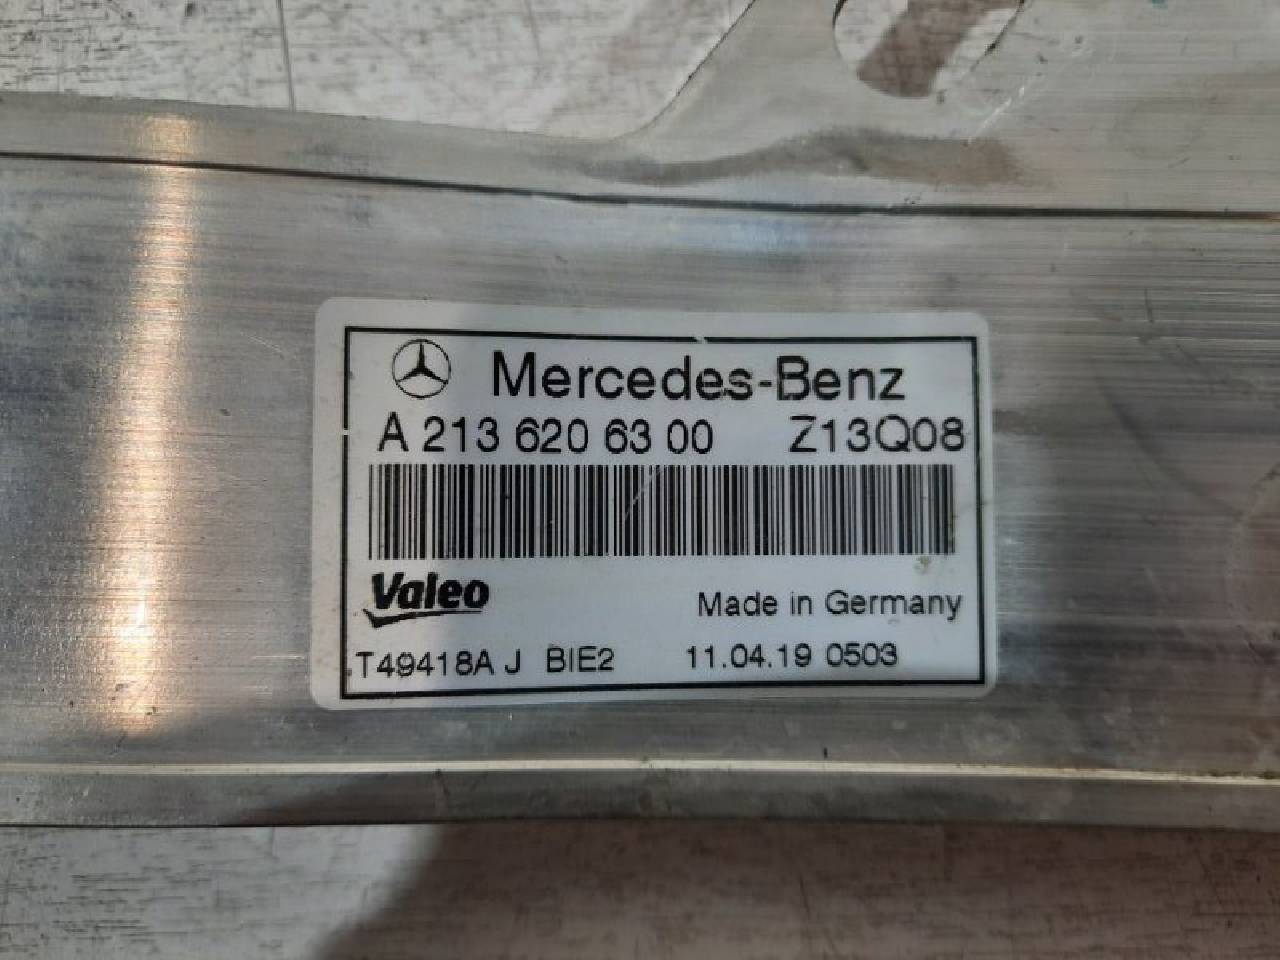 Mercedes-Benz
A 213 620 63 00 Z13Q08
Valeo
Made in Germany
T49418A J BIE2 11.04.19 0503